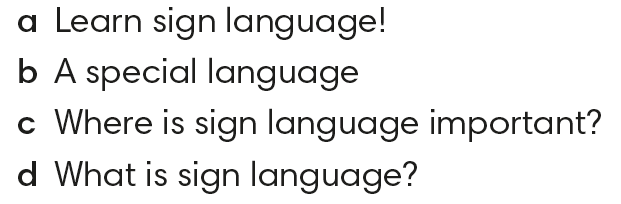 a Learn sign language!
b A special language
c Where is sign language important?
d What is sign language?